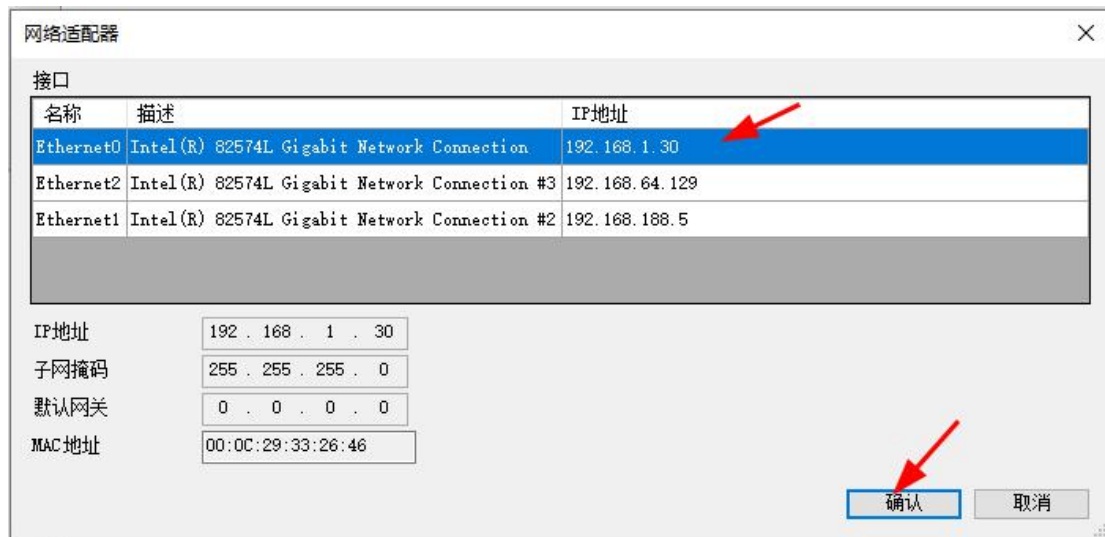 网络适配器
接口
名称 描述 IP地址
Ethernet0 Intel(R) 82574L Gigabit Network Connection 192.168.1.30
Ethernet2 Intel(R) 82574L Gigabit Network Connection #3 192.168.64.129
Ethernet1 Intel(R) 82574L Gigabit Network Connection #2 192.168.188.5
IP地址 192 . 168 . 1 . 30
子网掩码 255 . 255 . 255 . 0
默认网关 0 . 0 . 0 . 0
MAC地址 00:0C:29:33:26:46
确认 取消